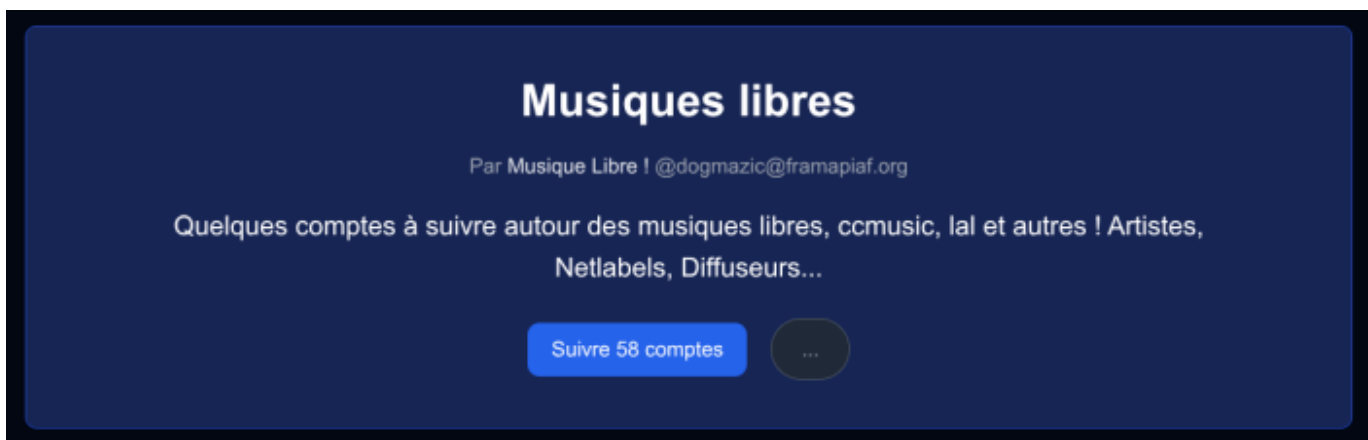 Musiques libres
Par Musique Libre ! @dogmazic@framapiaf.org
Quelques comptes à suivre autour des musiques libres, ccmusic, lal et autres ! Artistes,
Netlabels, Diffuseurs...
Suivre 58 comptes
...